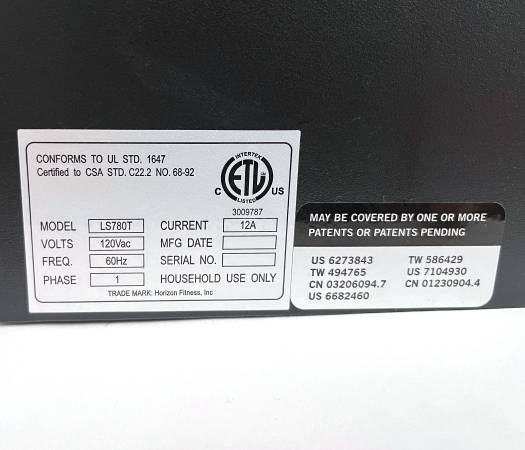 CONFORMS TO UL STD. 1647
Certified to CSA STD. C22.2 NO. 68-92
INTERTEK
C ETL US
LISTED
3009787
MODEL LS780T CURRENT 12A
VOLTS 120Vac MFG DATE
FREQ. 60Hz SERIAL NO.
PHASE 1 HOUSEHOLD USE ONLY
TRADE MARK: Horizon Fitness, Inc
MAY BE COVERED BY ONE OR MORE
PATENTS OR PATENTS PENDING
US 6273843 TW 586429
TW 494765 US 7104930
CN 03206094.7 CN 01230904.4
US 6682460